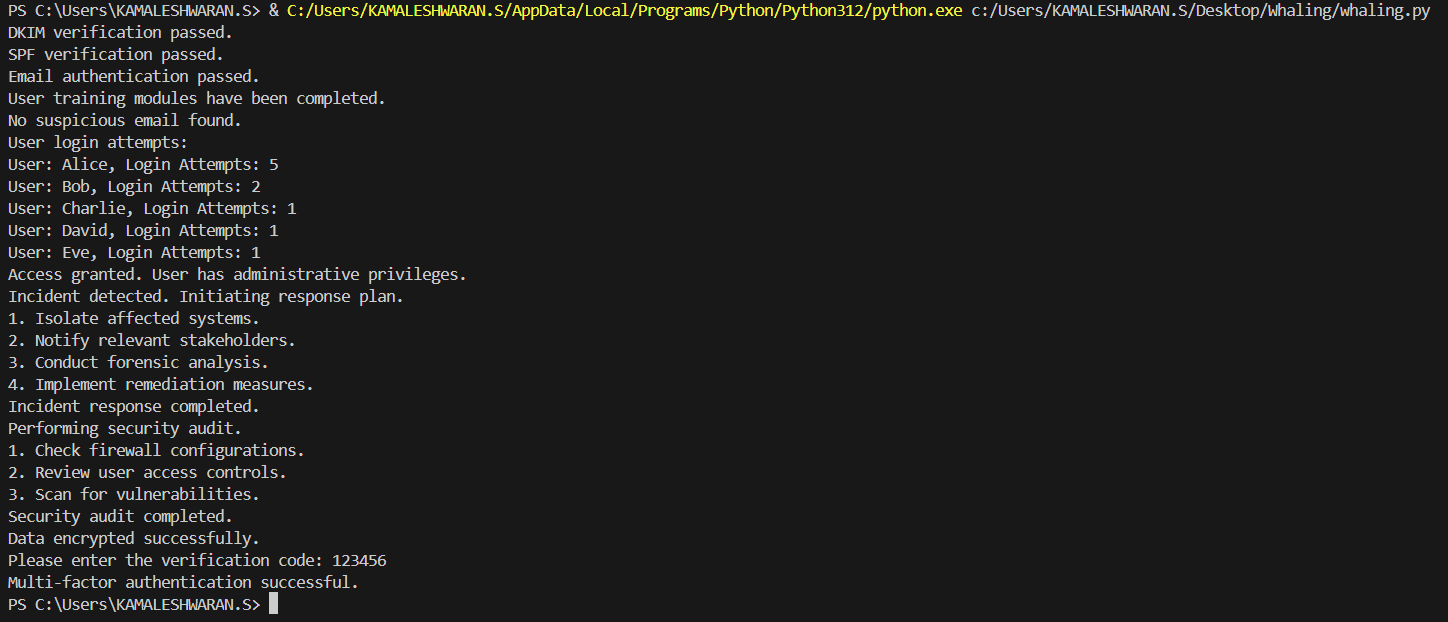 PS C:\Users\KAMALESHWARAN.S> & C:/Users/KAMALESHWARAN.S/AppData/Local/Programs/Python/Python312/python.exe c:/Users/KAMALESHWARAN.S/Desktop/Whaling/whaling.py
DKIM verification passed.
SPF verification passed.
Email authentication passed.
User training modules have been completed.
No suspicious email found.
User login attempts:
User: Alice, Login Attempts: 5
User: Bob, Login Attempts: 2
User: Charlie, Login Attempts: 1
User: David, Login Attempts: 1
User: Eve, Login Attempts: 1
Access granted. User has administrative privileges.
Incident detected. Initiating response plan.
1. Isolate affected systems.
2. Notify relevant stakeholders.
3. Conduct forensic analysis.
4. Implement remediation measures.
Incident response completed.
Performing security audit.
1. Check firewall configurations.
2. Review user access controls.
3. Scan for vulnerabilities.
Security audit completed.
Data encrypted successfully.
Please enter the verification code: 123456
Multi-factor authentication successful.
PS C:\Users\KAMALESHWARAN.S>